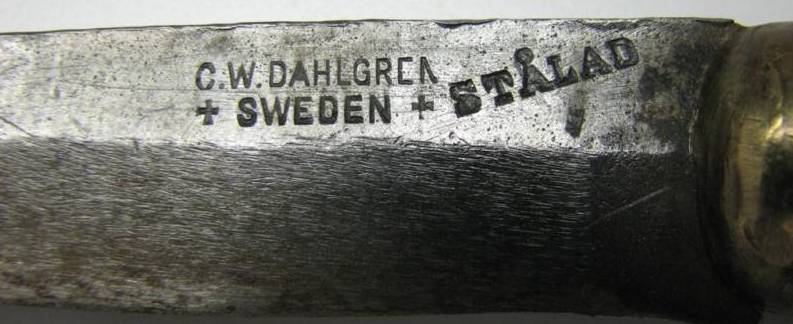 C.W. DAHLGREN
+ SWEDEN +
STÅLAD